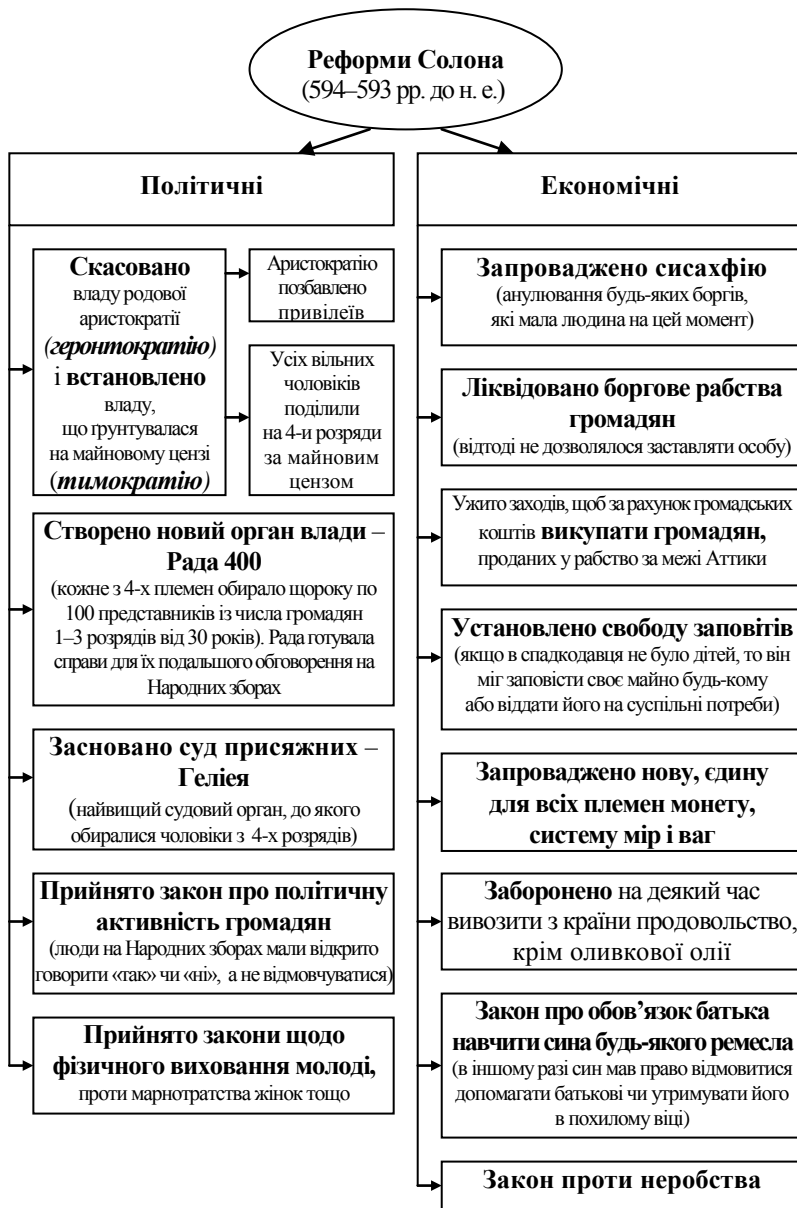 Реформи Солона
(594–593 рр. до н. е.)
Політичні
Скасовано
владу родової
аристократії
(геронтократію)
і встановлено
владу,
що ґрунтувалася
на майновому цензі
(тимократію)
Аристократію
позбавлено
привілеїв
Усіх вільних
чоловіків
поділили
на 4-и розряди
за майновим
цензом
Створено новий орган влади –
Рада 400
(кожне з 4-х племен обирало щороку по
100 представників із числа громадян
1–3 розрядів від 30 років). Рада готувала
справи для їх подальшого обговорення на
Народних зборах
Засновано суд присяжних –
Геліея
(найвищий судовий орган, до якого
обиралися чоловіки з 4-х розрядів)
Прийнято закон про політичну
активність громадян
(люди на Народних зборах мали відкрито
говорити «так» чи «ні», а не відмовчуватися)
Прийнято закони щодо
фізичного виховання молоді,
проти марнотратства жінок тощо
Економічні
Запроваджено сисахфію
(анулювання будь-яких боргів,
які мала людина на цей момент)
Ліквідовано боргове рабства
громадян
(відтоді не дозволялося заставляти особу)
Ужито заходів, щоб за рахунок громадських
коштів викупати громадян,
проданих у рабство за межі Аттики
Установлено свободу заповітів
(якщо в спадкодавця не було дітей, то він
міг заповісти своє майно будь-кому
або віддати його на суспільні потреби)
Запроваджено нову, єдину
для всіх племен монету,
систему мір і ваг
Заборонено на деякий час
вивозити з країни продовольство,
крім оливкової олії
Закон про обов’язок батька
навчити сина будь-якого ремесла
(в іншому разі син мав право відмовитися
допомагати батькові чи утримувати його
в похилому віці)
Закон проти неробства